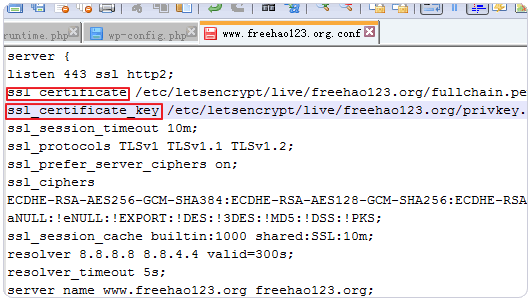 runtime.php wp-config.php www.freehao123.org.conf
server {
listen 443 ssl http2;
ssl_certificate /etc/letsencrypt/live/freehao123.org/fullchain.pe
ssl_certificate_key /etc/letsencrypt/live/freehao123.org/privkey.
ssl_session_timeout 10m;
ssl_protocols TLSv1 TLSv1.1 TLSv1.2;
ssl_prefer_server_ciphers on;
ssl_ciphers
ECDHE-RSA-AES256-GCM-SHA384:ECDHE-RSA-AES128-GCM-SHA256:ECDHE-RSA
aNULL:!eNULL:!EXPORT:!DES:!3DES:!MD5:!DSS:!PKS;
ssl_session_cache builtin:1000 shared:SSL:10m;
resolver 8.8.8.8 8.8.4.4 valid=300s;
resolver_timeout 5s;
server_name www.freehao123.org freehao123.org;